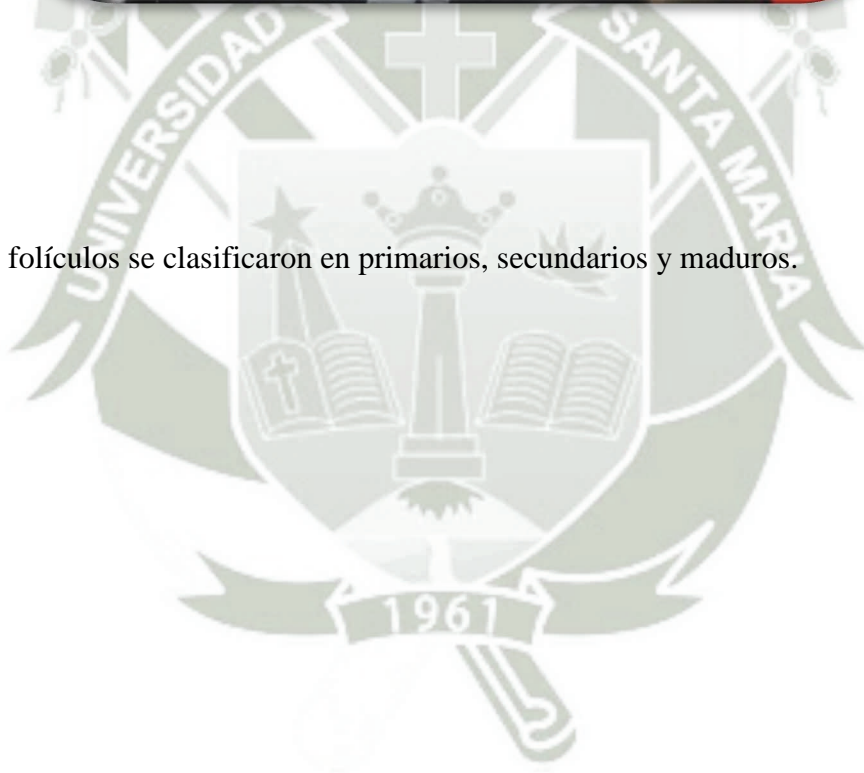 UNIVERSIDAD SANTA MARIA
folículos se clasificaron en primarios, secundarios y maduros.
1961